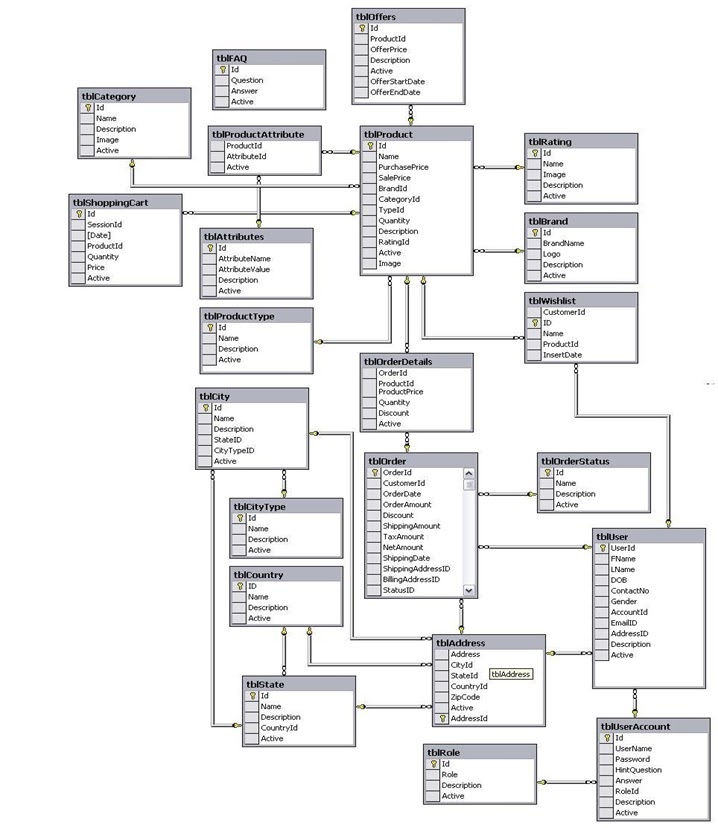 tblOffers
Id
ProductId
OfferPrice
Description
Active
OfferStartDate
OfferEndDate
tblFAQ
Id
Question
Answer
Active
tblCategory
Id
Name
Description
Image
Active
tblProductAttribute
ProductId
AttributeId
Active
tblProduct
Id
Name
PurchasePrice
SalePrice
BrandId
CategoryId
TypeId
Quantity
Description
RatingId
Active
Image
tblRating
Id
Name
Image
Description
Active
tblShoppingCart
Id
SessionId
[Date]
ProductId
Quantity
Price
Active
tblAttributes
Id
AttributeName
AttributeValue
Description
Active
tblBrand
Id
BrandName
Logo
Description
Active
tblProductType
Id
Name
Description
Active
tblWishlist
CustomerId
ID
Name
ProductId
InsertDate
tblOrderDetails
OrderId
ProductId
ProductPrice
Quantity
Discount
Active
tblCity
Id
Name
Description
StateID
CityTypeID
Active
tblOrder
OrderId
CustomerId
OrderDate
OrderAmount
Discount
ShippingAmount
TaxAmount
NetAmount
ShippingDate
ShippingAddressID
BillingAddressID
StatusID
tblOrderStatus
Id
Name
Description
Active
tblCityType
Id
Name
Description
Active
tblUser
UserId
FName
LName
DOB
ContactNo
Gender
AccountId
EmailID
AddressID
Description
Active
tblCountry
ID
Name
Description
Active
tblAddress
Address
CityId
StateId
CountryId
ZipCode
Active
AddressId
tblAddress
tblState
Id
Name
Description
CountryId
Active
tblUserAccount
Id
UserName
Password
HintQuestion
Answer
RoleId
Description
Active
tblRole
Id
Role
Description
Active